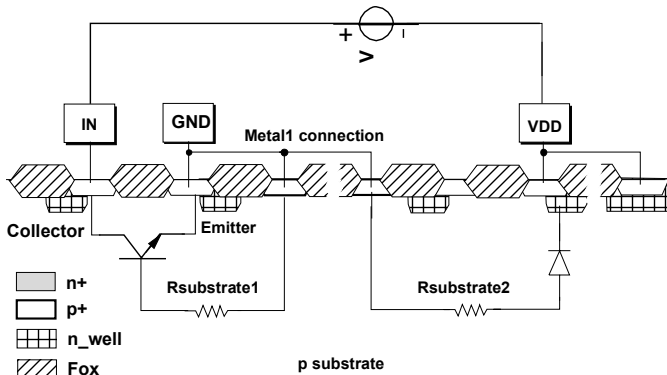 + -
V
IN
GND
VDD
Metal1 connection
Collector
Emitter
Rsubstrate1
Rsubstrate2
n+
p+
n_well
Fox
p substrate